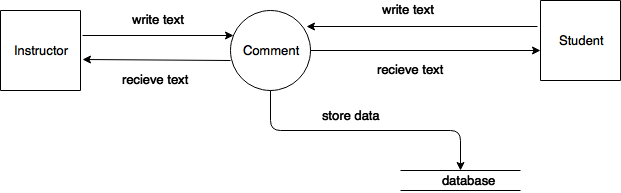 write text
write text
Instructor
Comment
Student
recieve text
recieve text
store data
database